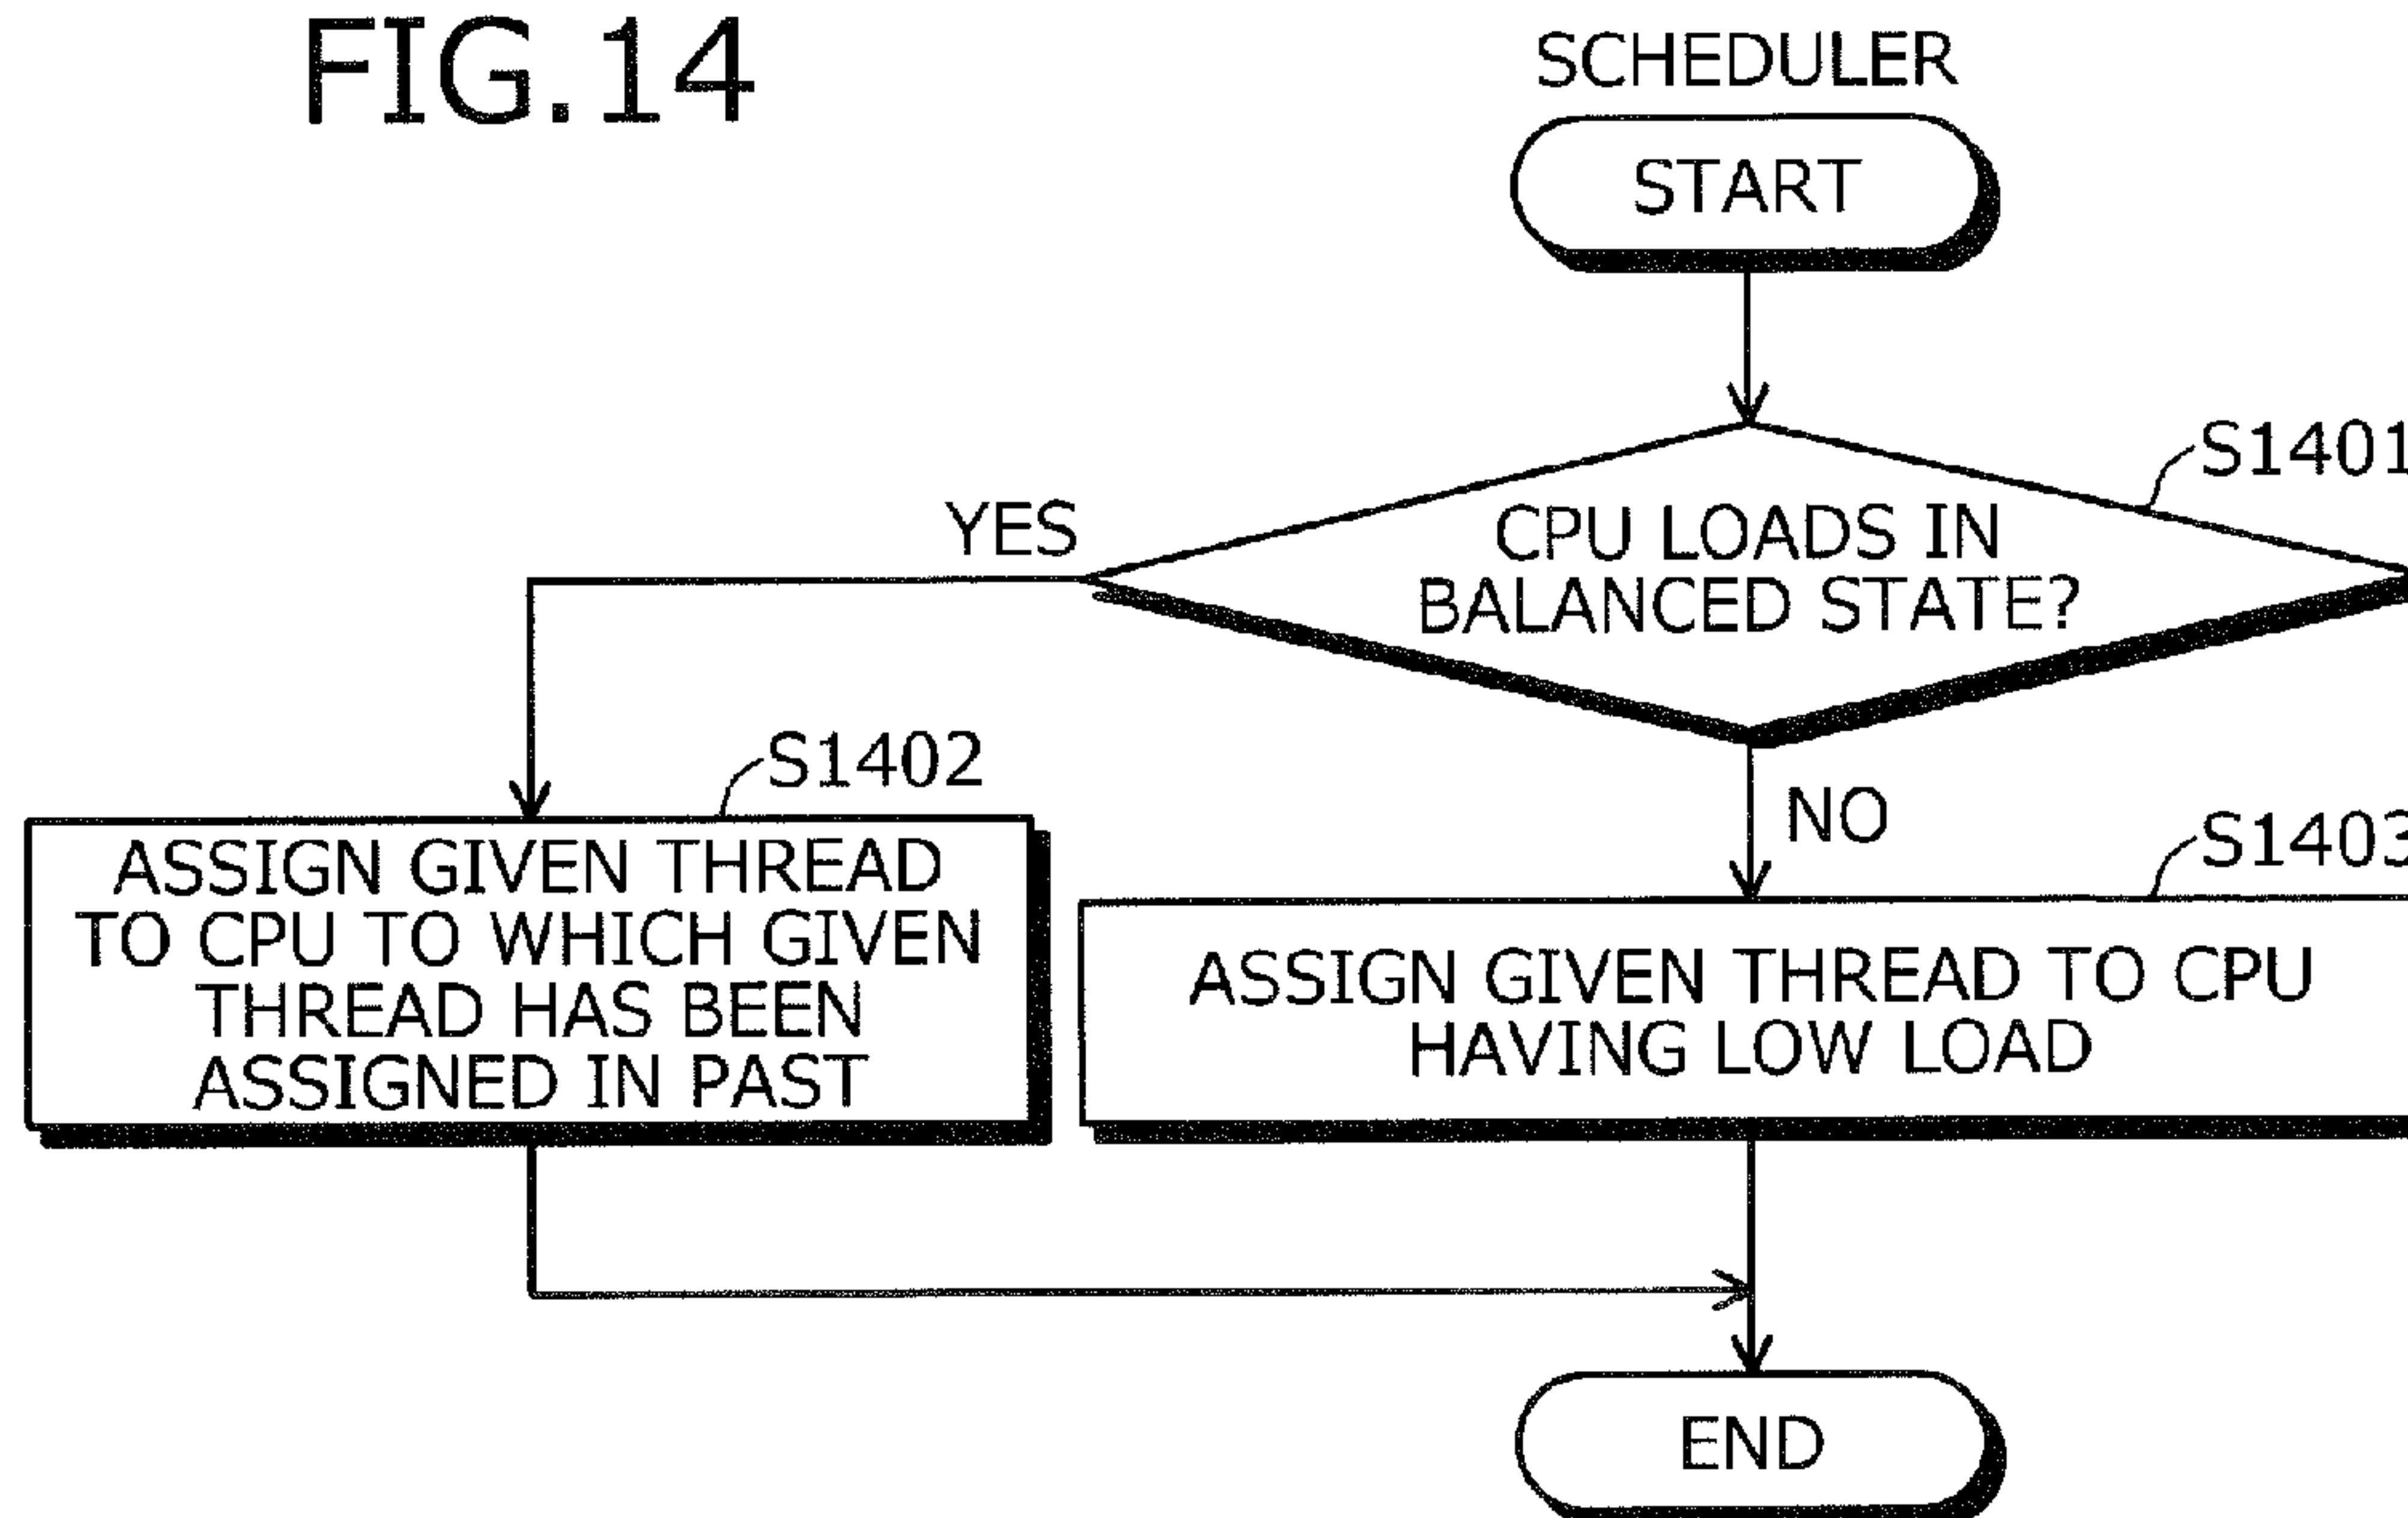 FIG.14
SCHEDULER
START
S1401
CPU LOADS IN
BALANCED STATE?
YES
NO
S1402
ASSIGN GIVEN THREAD
TO CPU TO WHICH GIVEN
THREAD HAS BEEN
ASSIGNED IN PAST
S1403
ASSIGN GIVEN THREAD TO CPU
HAVING LOW LOAD
END